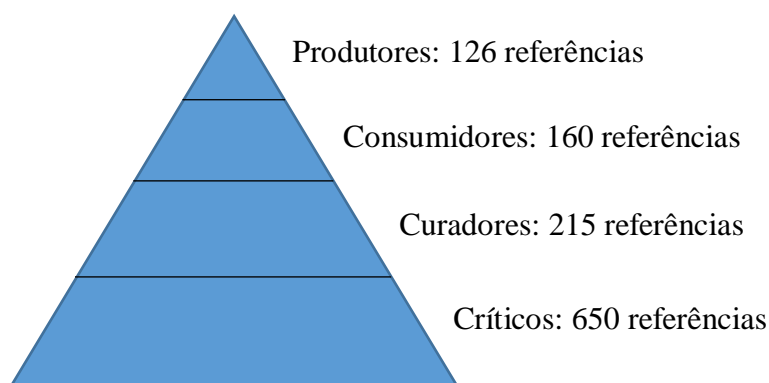 Produtores: 126 referências
Consumidores: 160 referências
Curadores: 215 referências
Críticos: 650 referências